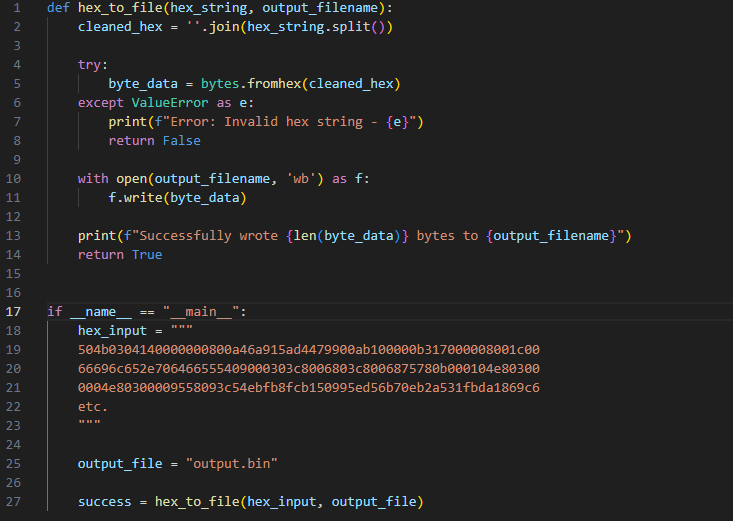 1 def hex_to_file(hex_string, output_filename):
2 cleaned_hex = ''.join(hex_string.split())
3
4 try:
5 byte_data = bytes.fromhex(cleaned_hex)
6 except ValueError as e:
7 print(f"Error: Invalid hex string - {e}")
8 return False
9
10 with open(output_filename, 'wb') as f:
11 f.write(byte_data)
12
13 print(f"Successfully wrote {len(byte_data)} bytes to {output_filename}")
14 return True
15
16
17 if __name__ == "__main__":
18 hex_input = """
19 504b0304140000000800a46a915ad4479900ab100000b317000008001c00
20 66696c652e706466555409000303c8006803c8006875780b000104e80300
21 0004e80300009558093c54ebfb8fcb150995ed56b70eb2a531fbda1869c6
22 etc.
23 """
24
25 output_file = "output.bin"
26
27 success = hex_to_file(hex_input, output_file)